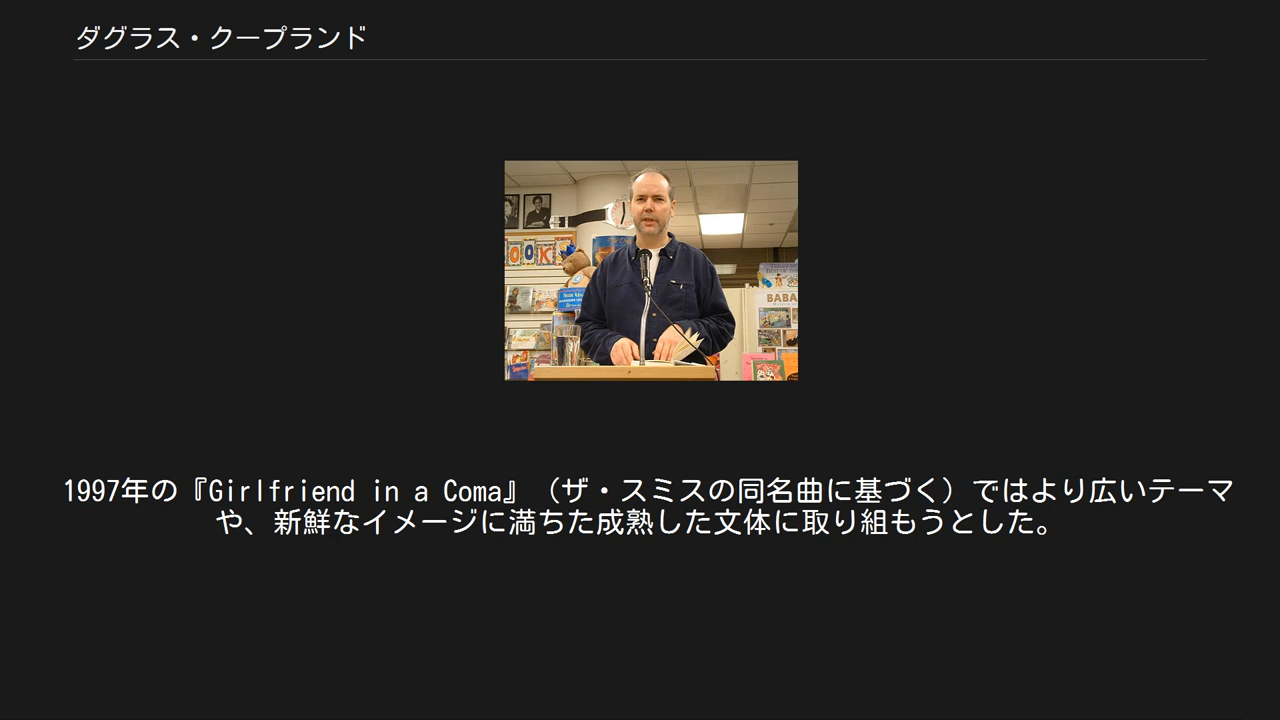 ダグラス・クープランド
OOK
BABA
1997年の『Girlfriend in a Coma』（ザ・スミスの同名曲に基づく）ではより広いテーマ
や、新鮮なイメージに満ちた成熟した文体に取り組もうとした。